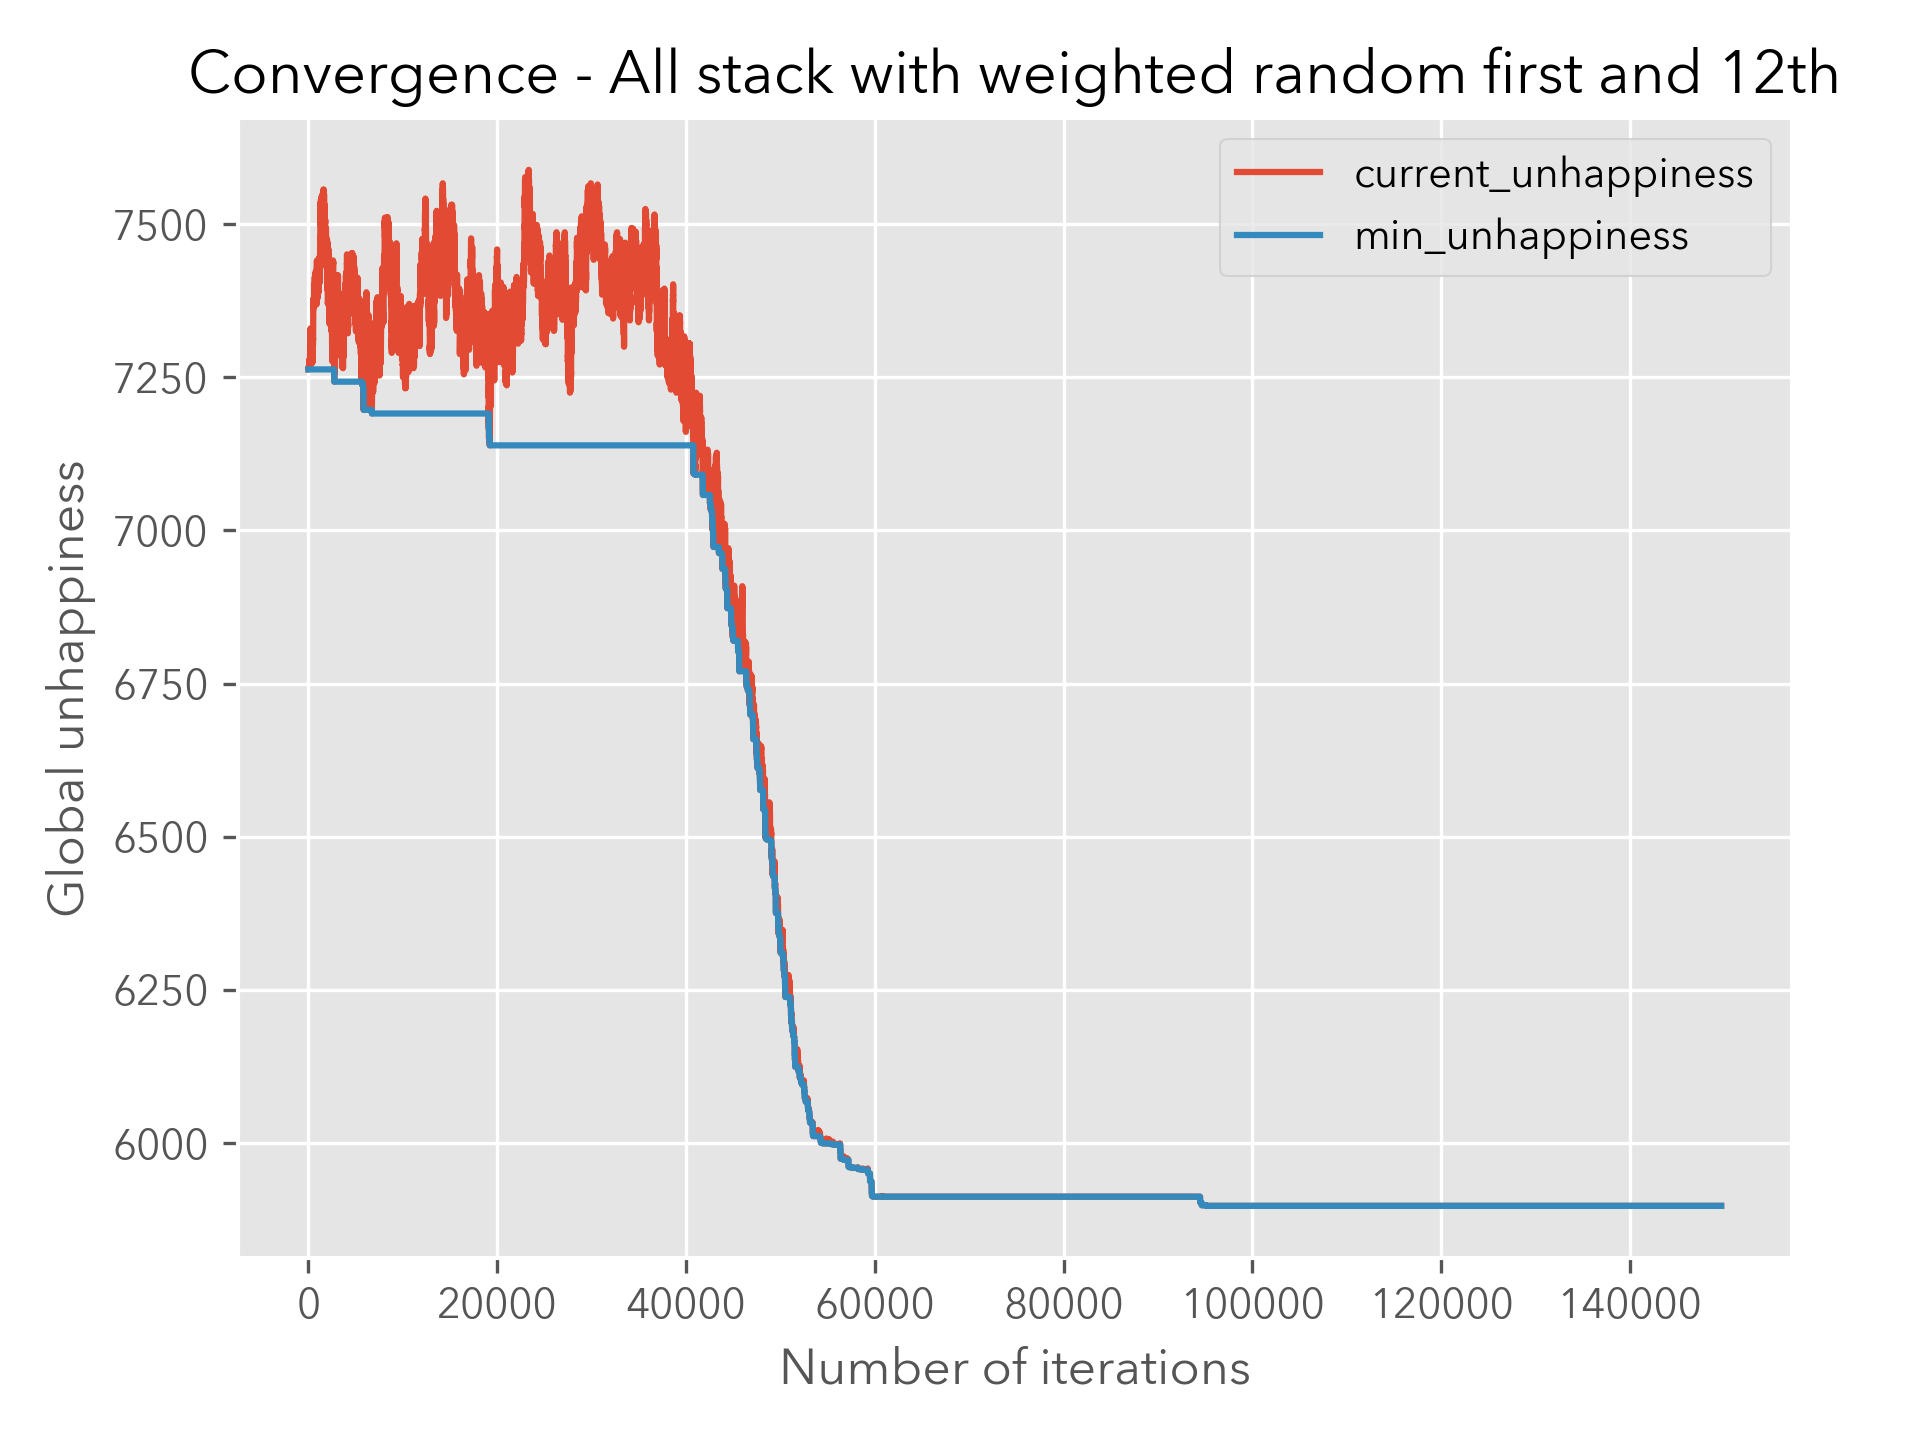 Convergence - All stack with weighted random first and 12th
current_unhappiness
min_unhappiness
7500
7250
7000
6750
6500
6250
6000
Global unhappiness
0 20000 40000 60000 80000 100000 120000 140000
Number of iterations